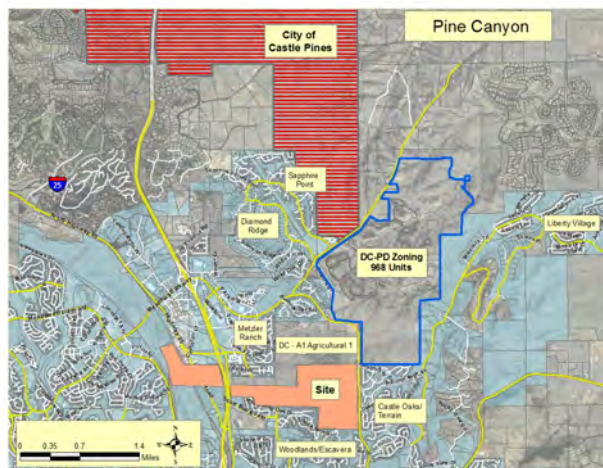 City of
Castle Pines
Pine Canyon
25
Sapphire
Point
Diamond
Ridge
Liberty Village
DC-PD Zoning
968 Units
Metzler
Ranch
DC - A1 Agricultural 1
Site
Castle Oaks/
Terrain
Woodlands/Escavera
0 0.35 0.7 1.4
Miles